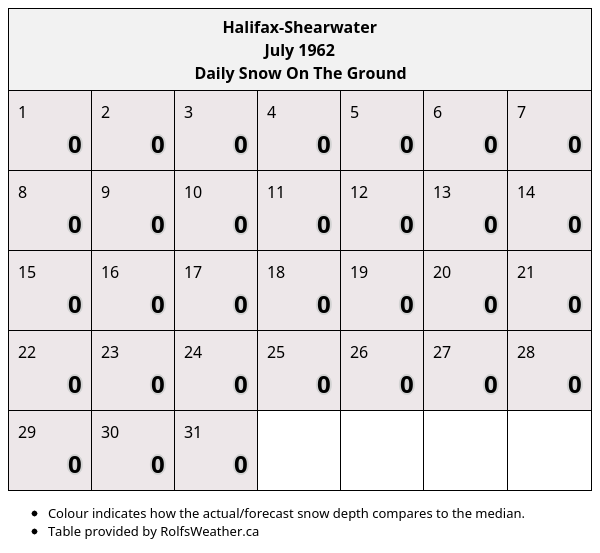 Halifax-Shearwater
July 1962
Daily Snow On The Ground
1 2 3 4 5 6 7
0 0 0 0 0 0 0
8 9 10 11 12 13 14
0 0 0 0 0 0 0
15 16 17 18 19 20 21
0 0 0 0 0 0 0
22 23 24 25 26 27 28
0 0 0 0 0 0 0
29 30 31
0 0 0
• Colour indicates how the actual/forecast snow depth compares to the median.
• Table provided by RolfsWeather.ca